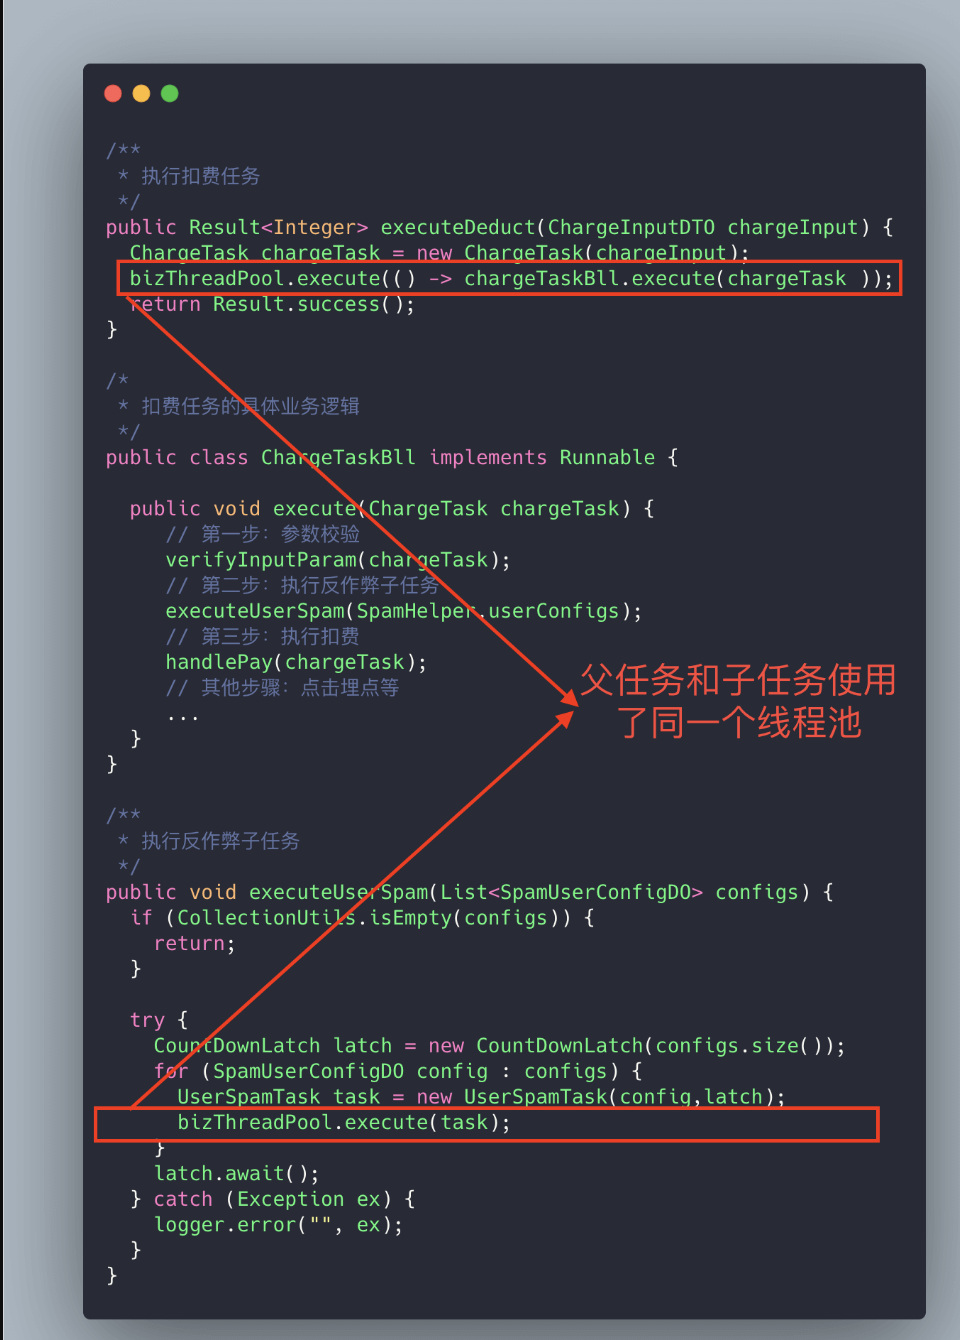 /**
 * 执行扣费任务
 */
public Result<Integer> executeDeduct(ChargeInputDTO chargeInput) {
  ChargeTask chargeTask = new ChargeTask(chargeInput);
  bizThreadPool.execute(() -> chargeTaskBll.execute(chargeTask ));
  return Result.success();
}
/*
 * 扣费任务的具体业务逻辑
 */
public class ChargeTaskBll implements Runnable {
  public void execute(ChargeTask chargeTask) {
     // 第一步：参数校验
     verifyInputParam(chargeTask);
     // 第二步：执行反作弊子任务
     executeUserSpam(SpamHelper.userConfigs);
     // 第三步：执行扣费
     handlePay(chargeTask);
     // 其他步骤：点击埋点等
     ...
  }
}
父任务和子任务使用
了同一个线程池
/**
 * 执行反作弊子任务
 */
public void executeUserSpam(List<SpamUserConfigDO> configs) {
  if (CollectionUtils.isEmpty(configs)) {
    return;
  }
  try {
    CountDownLatch latch = new CountDownLatch(configs.size());
    for (SpamUserConfigDO config : configs) {
      UserSpamTask task = new UserSpamTask(config,latch);
      bizThreadPool.execute(task);
    }
    latch.await();
  } catch (Exception ex) {
    logger.error("", ex);
  }
}